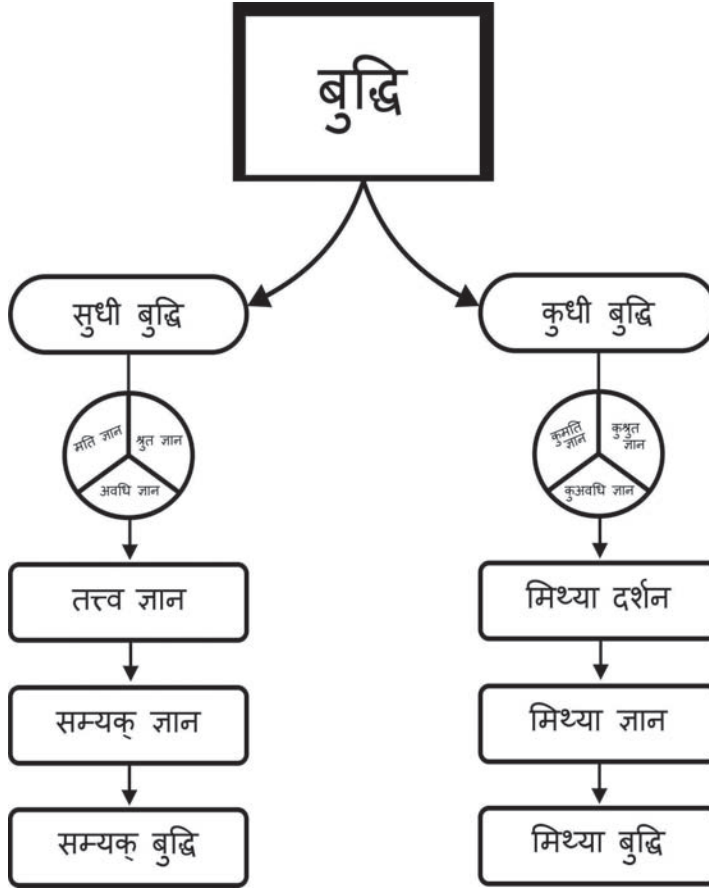 बुद्धि
सुधी बुद्धि
कुधी बुद्धि
मति ज्ञान
श्रुत ज्ञान
अवधि ज्ञान
कुमति
ज्ञान
कुश्रुत
ज्ञान
कुअवधि ज्ञान
तत्त्व ज्ञान
मिथ्या दर्शन
सम्यक् ज्ञान
मिथ्या ज्ञान
सम्यक् बुद्धि
मिथ्या बुद्धि